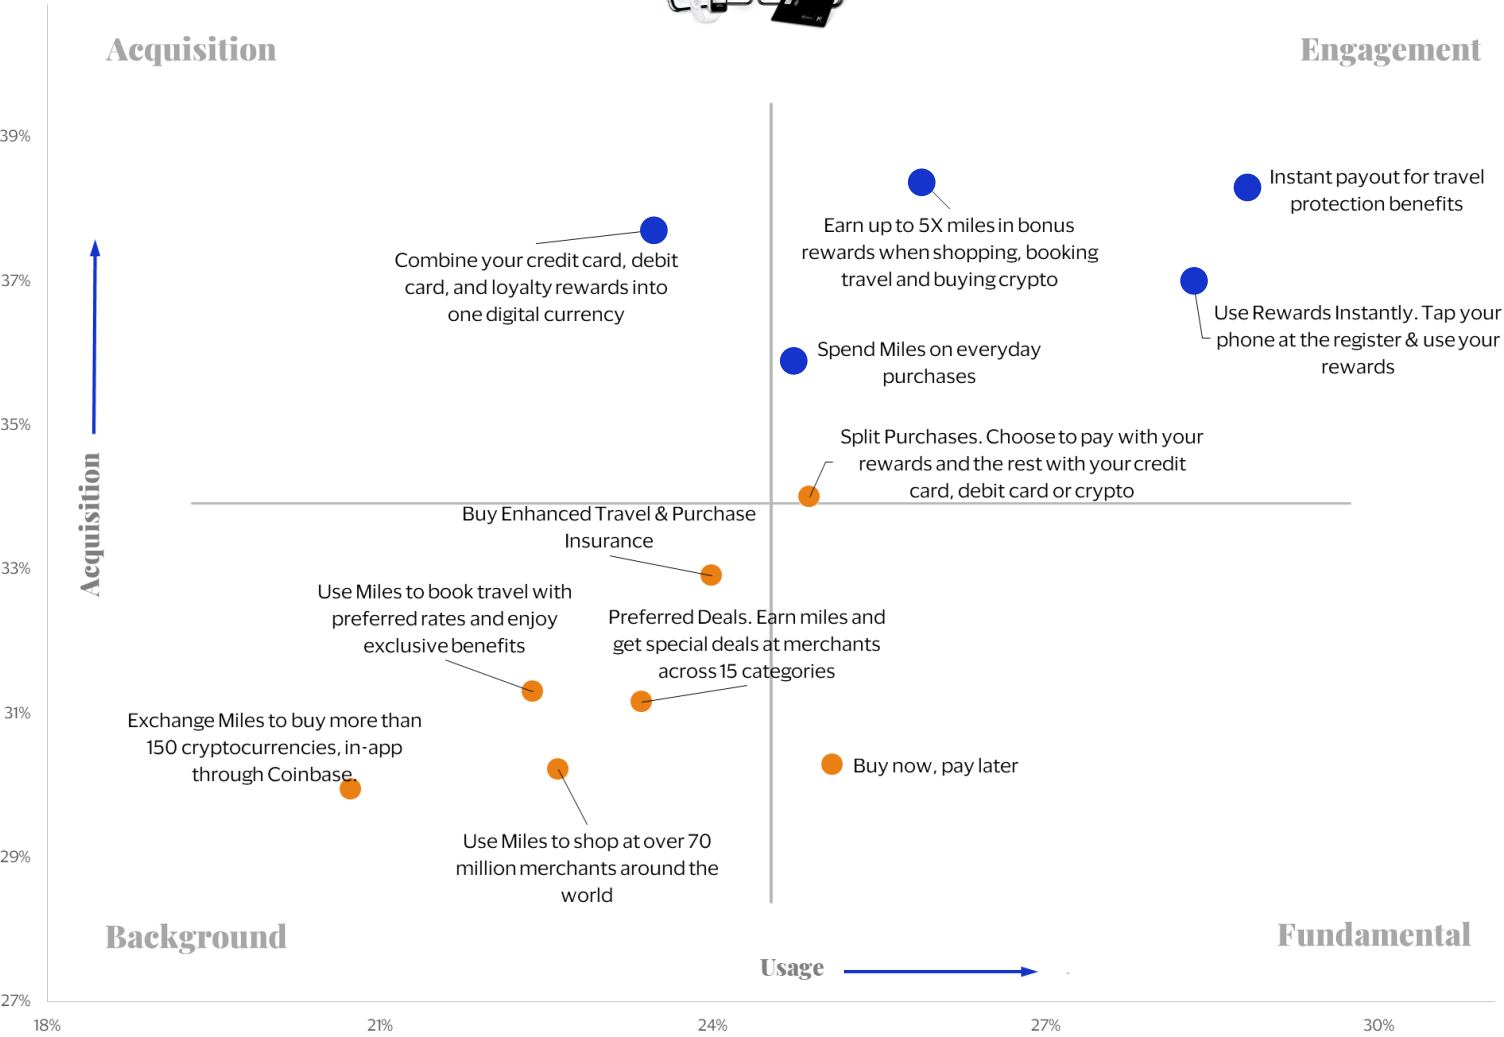 Acquisition
Engagement
39%
Instant payout for travel
protection benefits
Earn up to 5X miles in bonus
rewards when shopping, booking
travel and buying crypto
Combine your credit card, debit
card, and loyalty rewards into
one digital currency
37%
Use Rewards Instantly. Tap your
phone at the register & use your
rewards
Spend Miles on everyday
purchases
35%
Split Purchases. Choose to pay with your
rewards and the rest with your credit
card, debit card or crypto
Acquisition
Buy Enhanced Travel & Purchase
Insurance
33%
Use Miles to book travel with
preferred rates and enjoy
exclusive benefits
Preferred Deals. Earn miles and
get special deals at merchants
across 15 categories
31%
Exchange Miles to buy more than
150 cryptocurrencies, in-app
through Coinbase.
Buy now, pay later
Use Miles to shop at over 70
million merchants around the
world
29%
Background
Fundamental
Usage
27%
18%
21%
24%
27%
30%